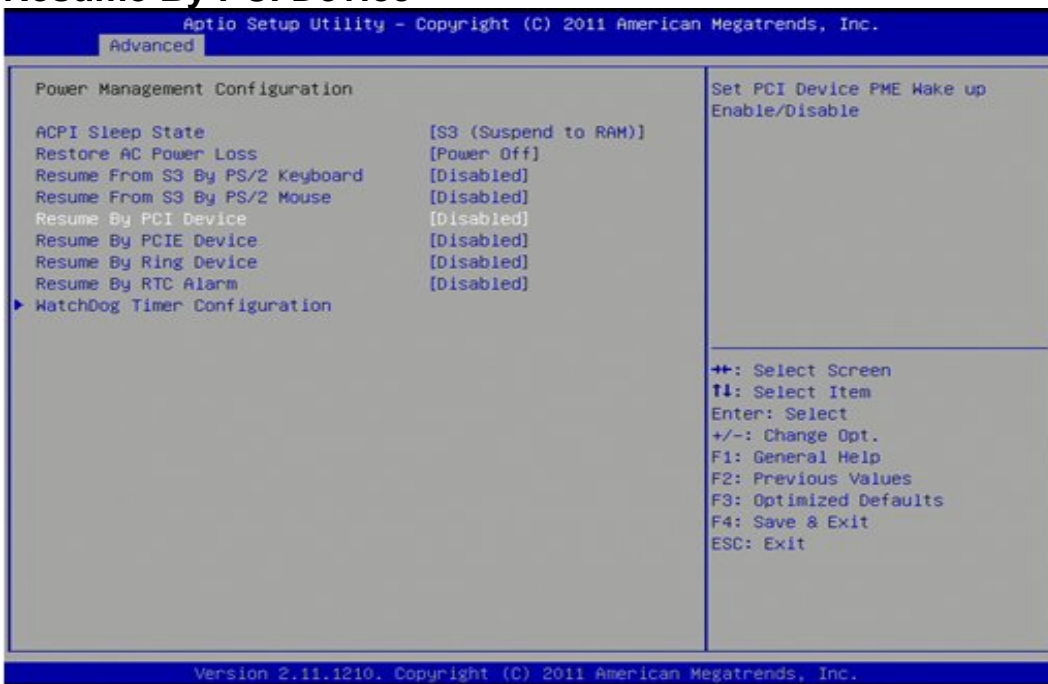 Resume By PCI Device
Aptio Setup Utility - Copyright (C) 2011 American Megatrends, Inc.
Advanced
Power Management Configuration
ACPI Sleep State [S3 (Suspend to RAM)]
Restore AC Power Loss [Power Off]
Resume From S3 By PS/2 Keyboard [Disabled]
Resume From S3 By PS/2 Mouse [Disabled]
Resume By PCI Device [Disabled]
Resume By PCIE Device [Disabled]
Resume By Ring Device [Disabled]
Resume By RTC Alarm [Disabled]
WatchDog Timer Configuration
Set PCI Device PME Wake up
Enable/Disable
→←: Select Screen
↑↓: Select Item
Enter: Select
+/-: Change Opt.
F1: General Help
F2: Previous Values
F3: Optimized Defaults
F4: Save & Exit
ESC: Exit
Version 2.11.1210. Copyright (C) 2011 American Megatrends, Inc.